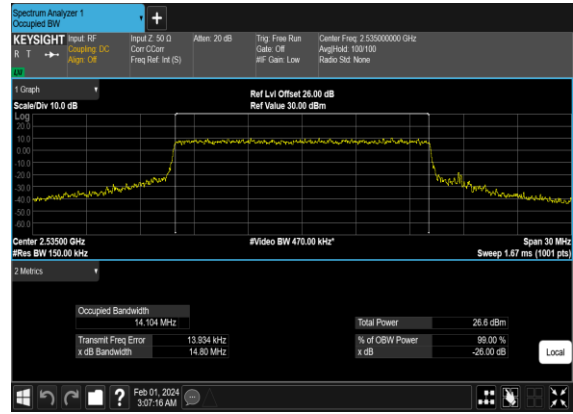 Spectrum Analyzer 1
Occupied BW
+
KEYSIGHT Input: RF Input Z: 50 Ω Atten: 20 dB Trig: Free Run Center Freq: 2.535000000 GHz
R T Coupling: DC Corr CCorr Gate: Off Avg|Hold: 100/100
Align: Off Freq Ref: Int (S) #IF Gain: Low Radio Std: None
LW
1 Graph
Ref Lvl Offset 26.00 dB
Scale/Div 10.0 dB Ref Value 30.00 dBm
Log
20.0
10.0
0.00
-10.0
-20.0
-30.0
-40.0
-50.0
-60.0
Center 2.53500 GHz #Video BW 470.00 kHz* Span 30 MHz
#Res BW 150.00 kHz Sweep 1.67 ms (1001 pts)
2 Metrics
Occupied Bandwidth
14.104 MHz Total Power 26.6 dBm
Transmit Freq Error 13.934 kHz % of OBW Power 99.00 %
x dB Bandwidth 14.80 MHz x dB -26.00 dB
Local
? Feb 01, 2024
3:07:16 AM